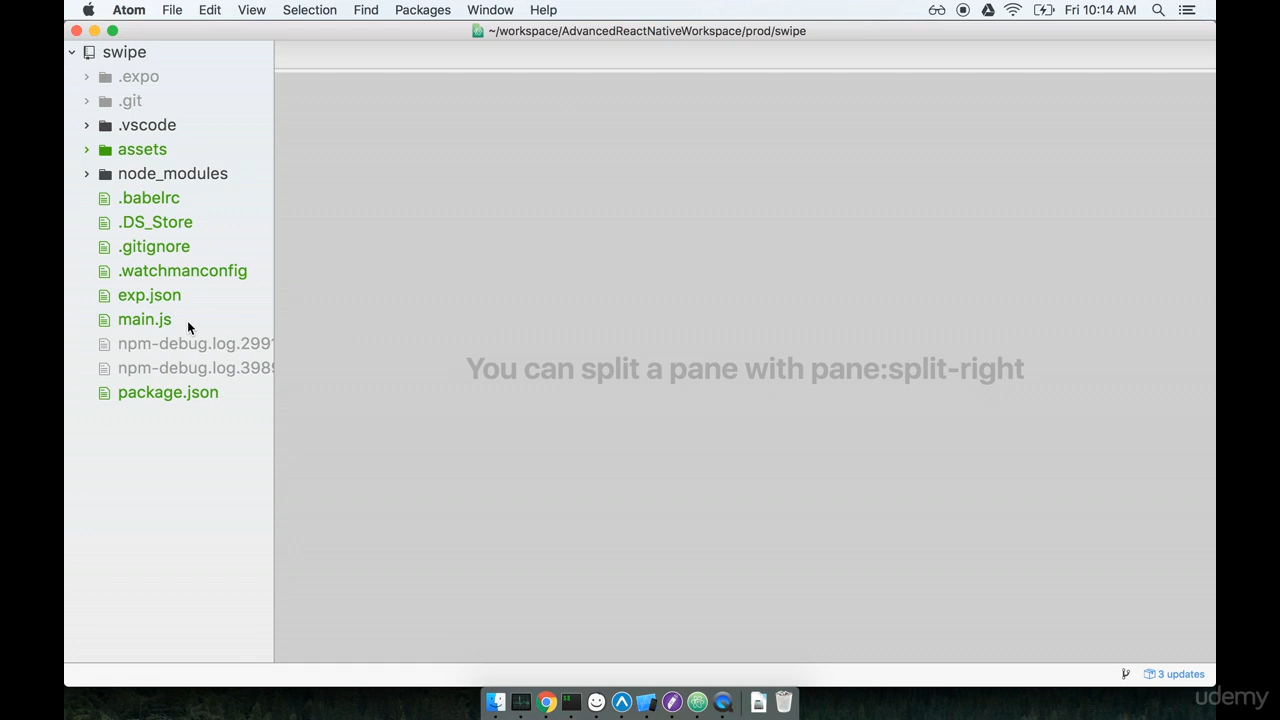 Atom File Edit View Selection Find Packages Window Help Fri 10:14 AM
~/workspace/AdvancedReactNativeWorkspace/prod/swipe
swipe
.expo
.git
.vscode
assets
node_modules
.babelrc
.DS_Store
.gitignore
.watchmanconfig
exp.json
main.js
npm-debug.log.299
npm-debug.log.398
package.json
You can split a pane with pane:split-right
3 updates
udemy